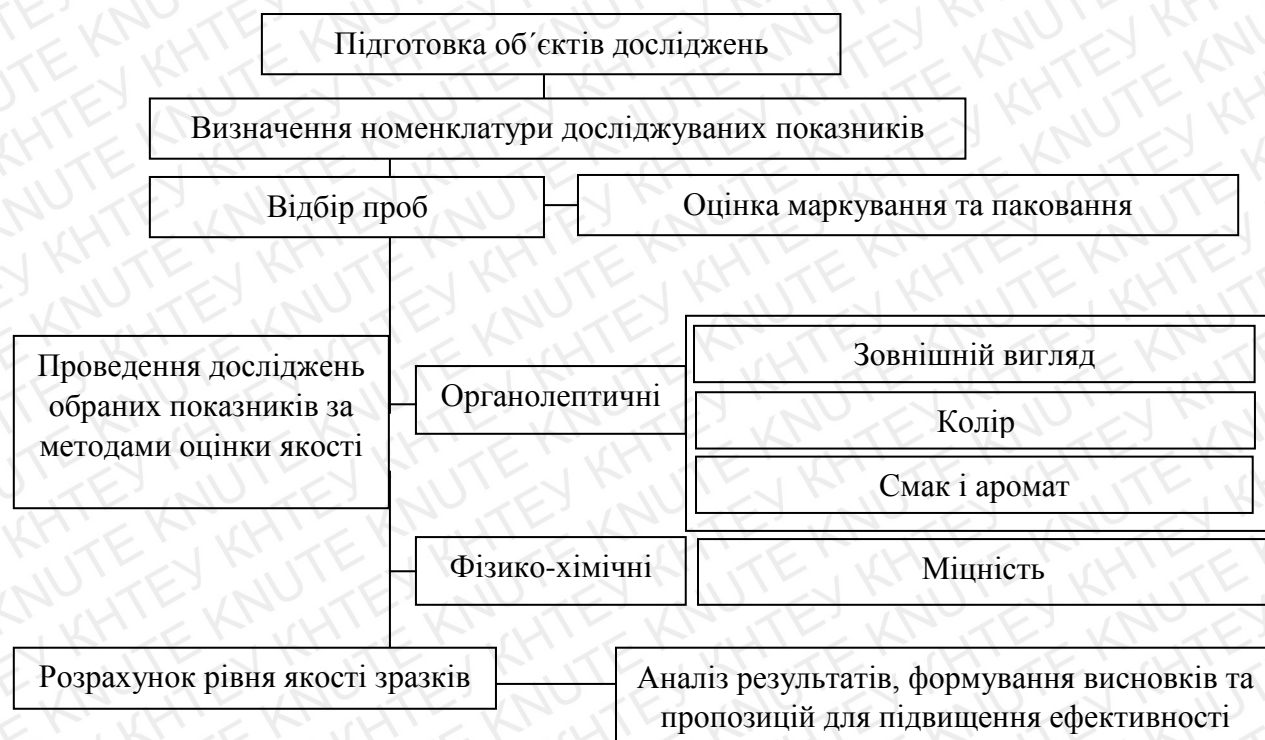 Підготовка об´єктів досліджень
Визначення номенклатури досліджуваних показників
Відбір проб
Оцінка маркування та паковання
Проведення досліджень
обраних показників за
методами оцінки якості
Органолептичні
Зовнішній вигляд
Колір
Смак і аромат
Фізико-хімічні
Міцність
Розрахунок рівня якості зразків
Аналіз результатів, формування висновків та
пропозицій для підвищення ефективності